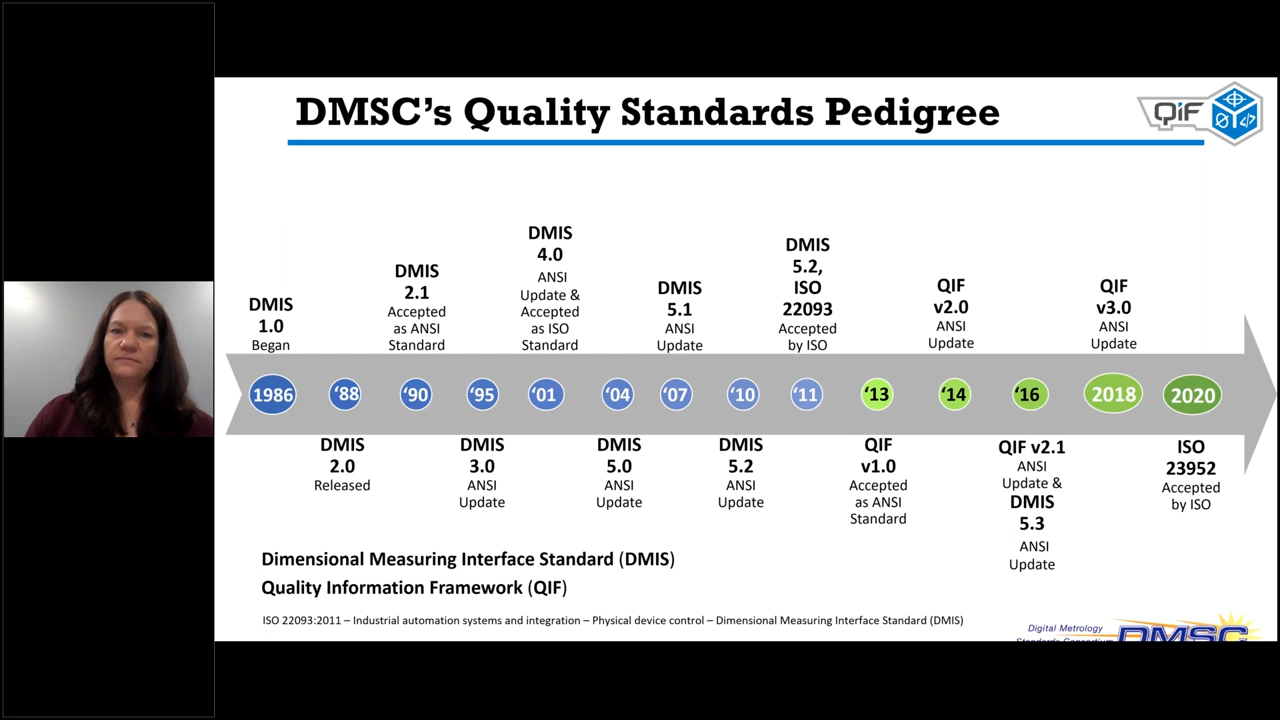 DMSC’s Quality Standards Pedigree
QiF
DMIS
1.0
Began
DMIS
2.1
Accepted
as ANSI
Standard
DMIS
4.0
ANSI
Update &
Accepted
as ISO
Standard
DMIS
5.1
ANSI
Update
DMIS
5.2,
ISO
22093
Accepted
by ISO
QIF
v2.0
ANSI
Update
QIF
v3.0
ANSI
Update
1986 ‘88 ‘90 ‘95 ‘01 ‘04 ‘07 ‘10 ‘11 ‘13 ‘14 ‘16 2018 2020
DMIS
2.0
Released
DMIS
3.0
ANSI
Update
DMIS
5.0
ANSI
Update
DMIS
5.2
ANSI
Update
QIF
v1.0
Accepted
as ANSI
Standard
QIF v2.1
ANSI
Update &
DMIS
5.3
ANSI
Update
ISO
23952
Accepted
by ISO
Dimensional Measuring Interface Standard (DMIS)
Quality Information Framework (QIF)
ISO 22093:2011 – Industrial automation systems and integration – Physical device control – Dimensional Measuring Interface Standard (DMIS)
Digital Metrology
Standards Consortium
DMSC